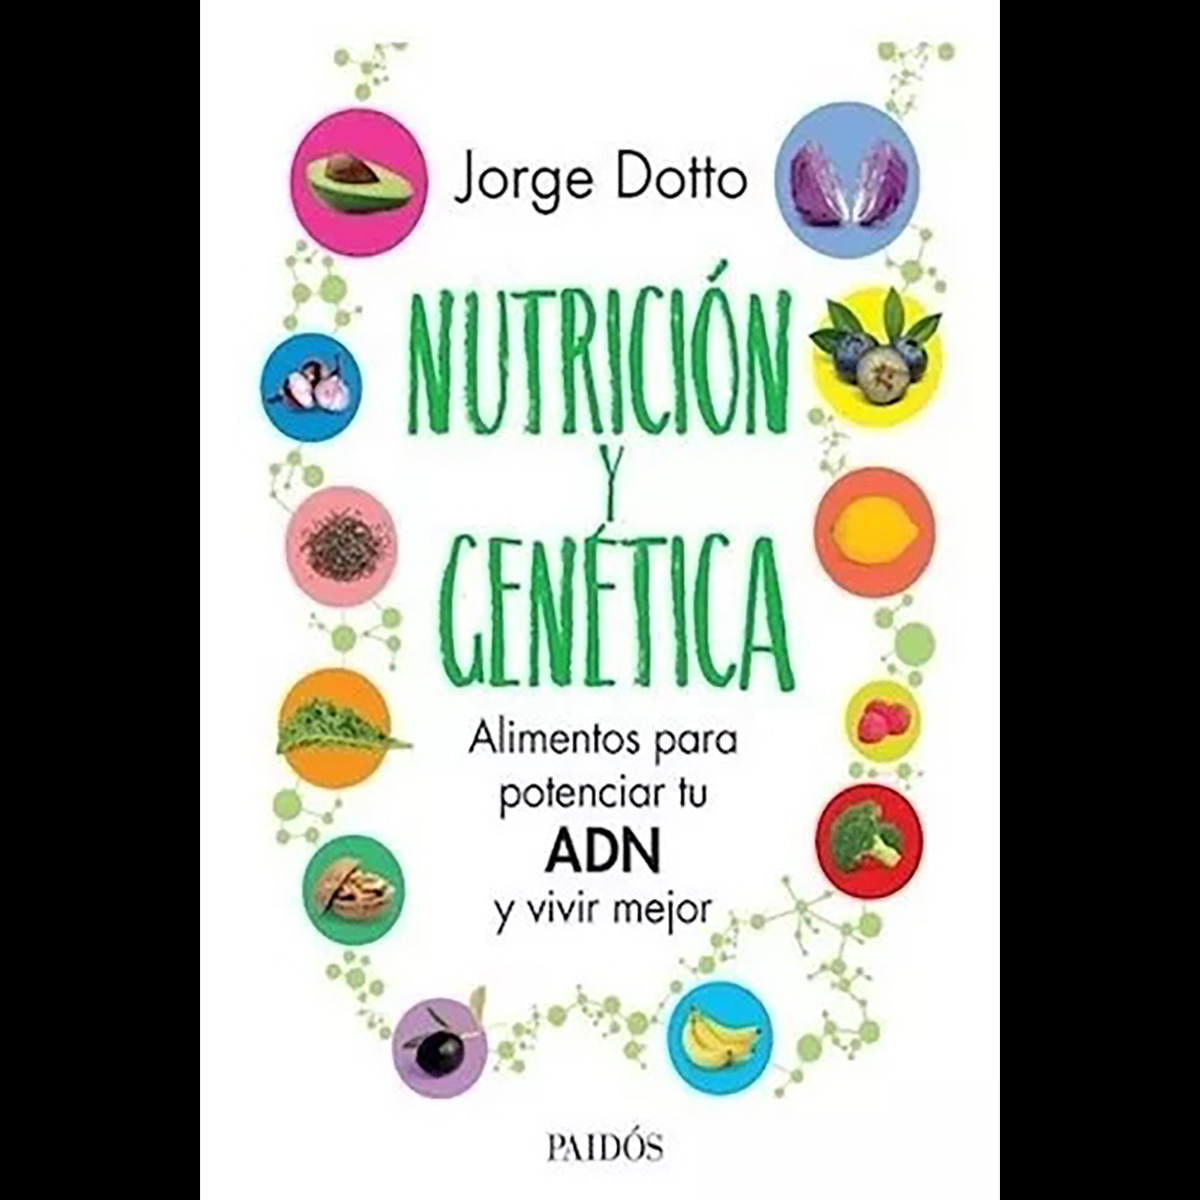 Jorge Dotto
NUTRICIÓN
Y
GENÉTICA
Alimentos para
potenciar tu
ADN
y vivir mejor
PAIDÓS